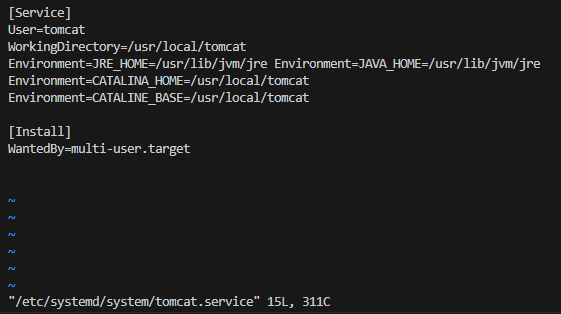 [Service]
User=tomcat
WorkingDirectory=/usr/local/tomcat
Environment=JRE_HOME=/usr/lib/jvm/jre Environment=JAVA_HOME=/usr/lib/jvm/jre
Environment=CATALINA_HOME=/usr/local/tomcat
Environment=CATALINE_BASE=/usr/local/tomcat
[Install]
WantedBy=multi-user.target
~
~
~
~
~
~
"/etc/systemd/system/tomcat.service" 15L, 311C